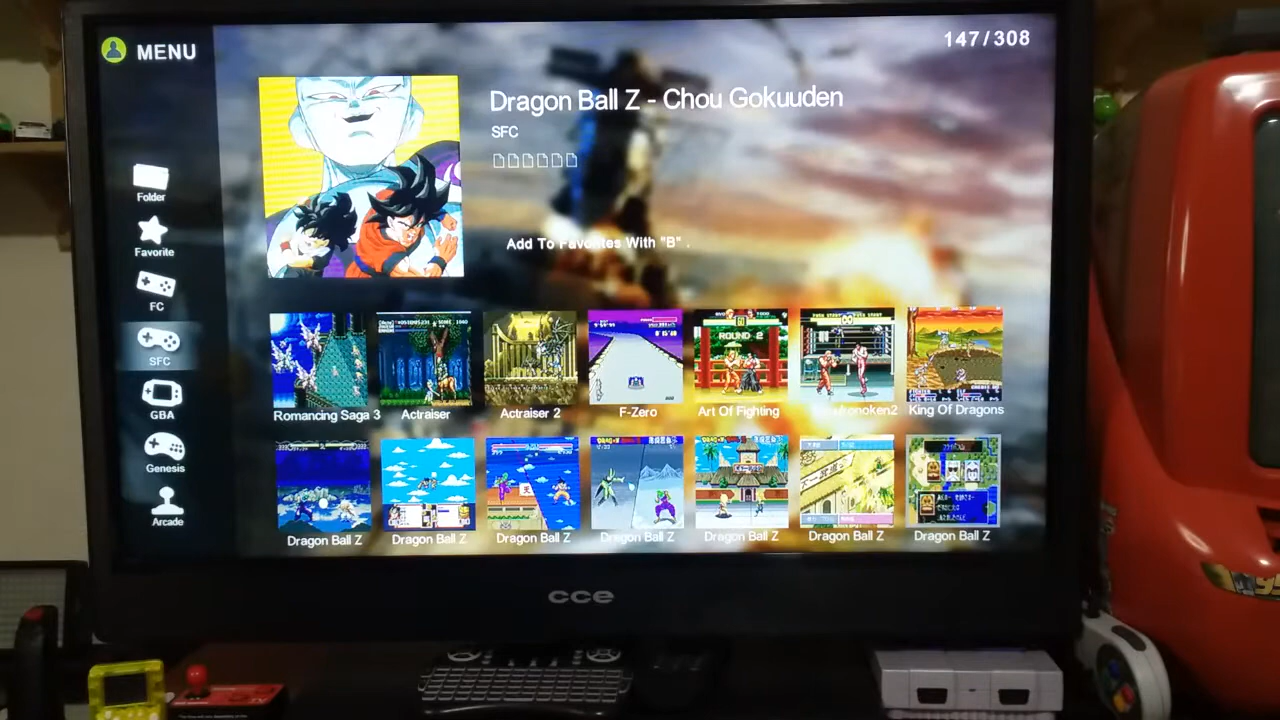 MENU
147/308
Dragon Ball Z - Chou Gokuuden
SFC
Add To Favorites With "B" .
Folder
Favorite
FC
SFC
GBA
Genesis
Arcade
Romancing Saga 3
Actraiser
Actraiser 2
F-Zero
Art Of Fighting
King Of Dragons
ROUND 2
Dragon Ball Z
Dragon Ball Z
Dragon Ball Z
Dragon Ball Z
Dragon Ball Z
Dragon Ball Z
Dragon Ball Z
cce